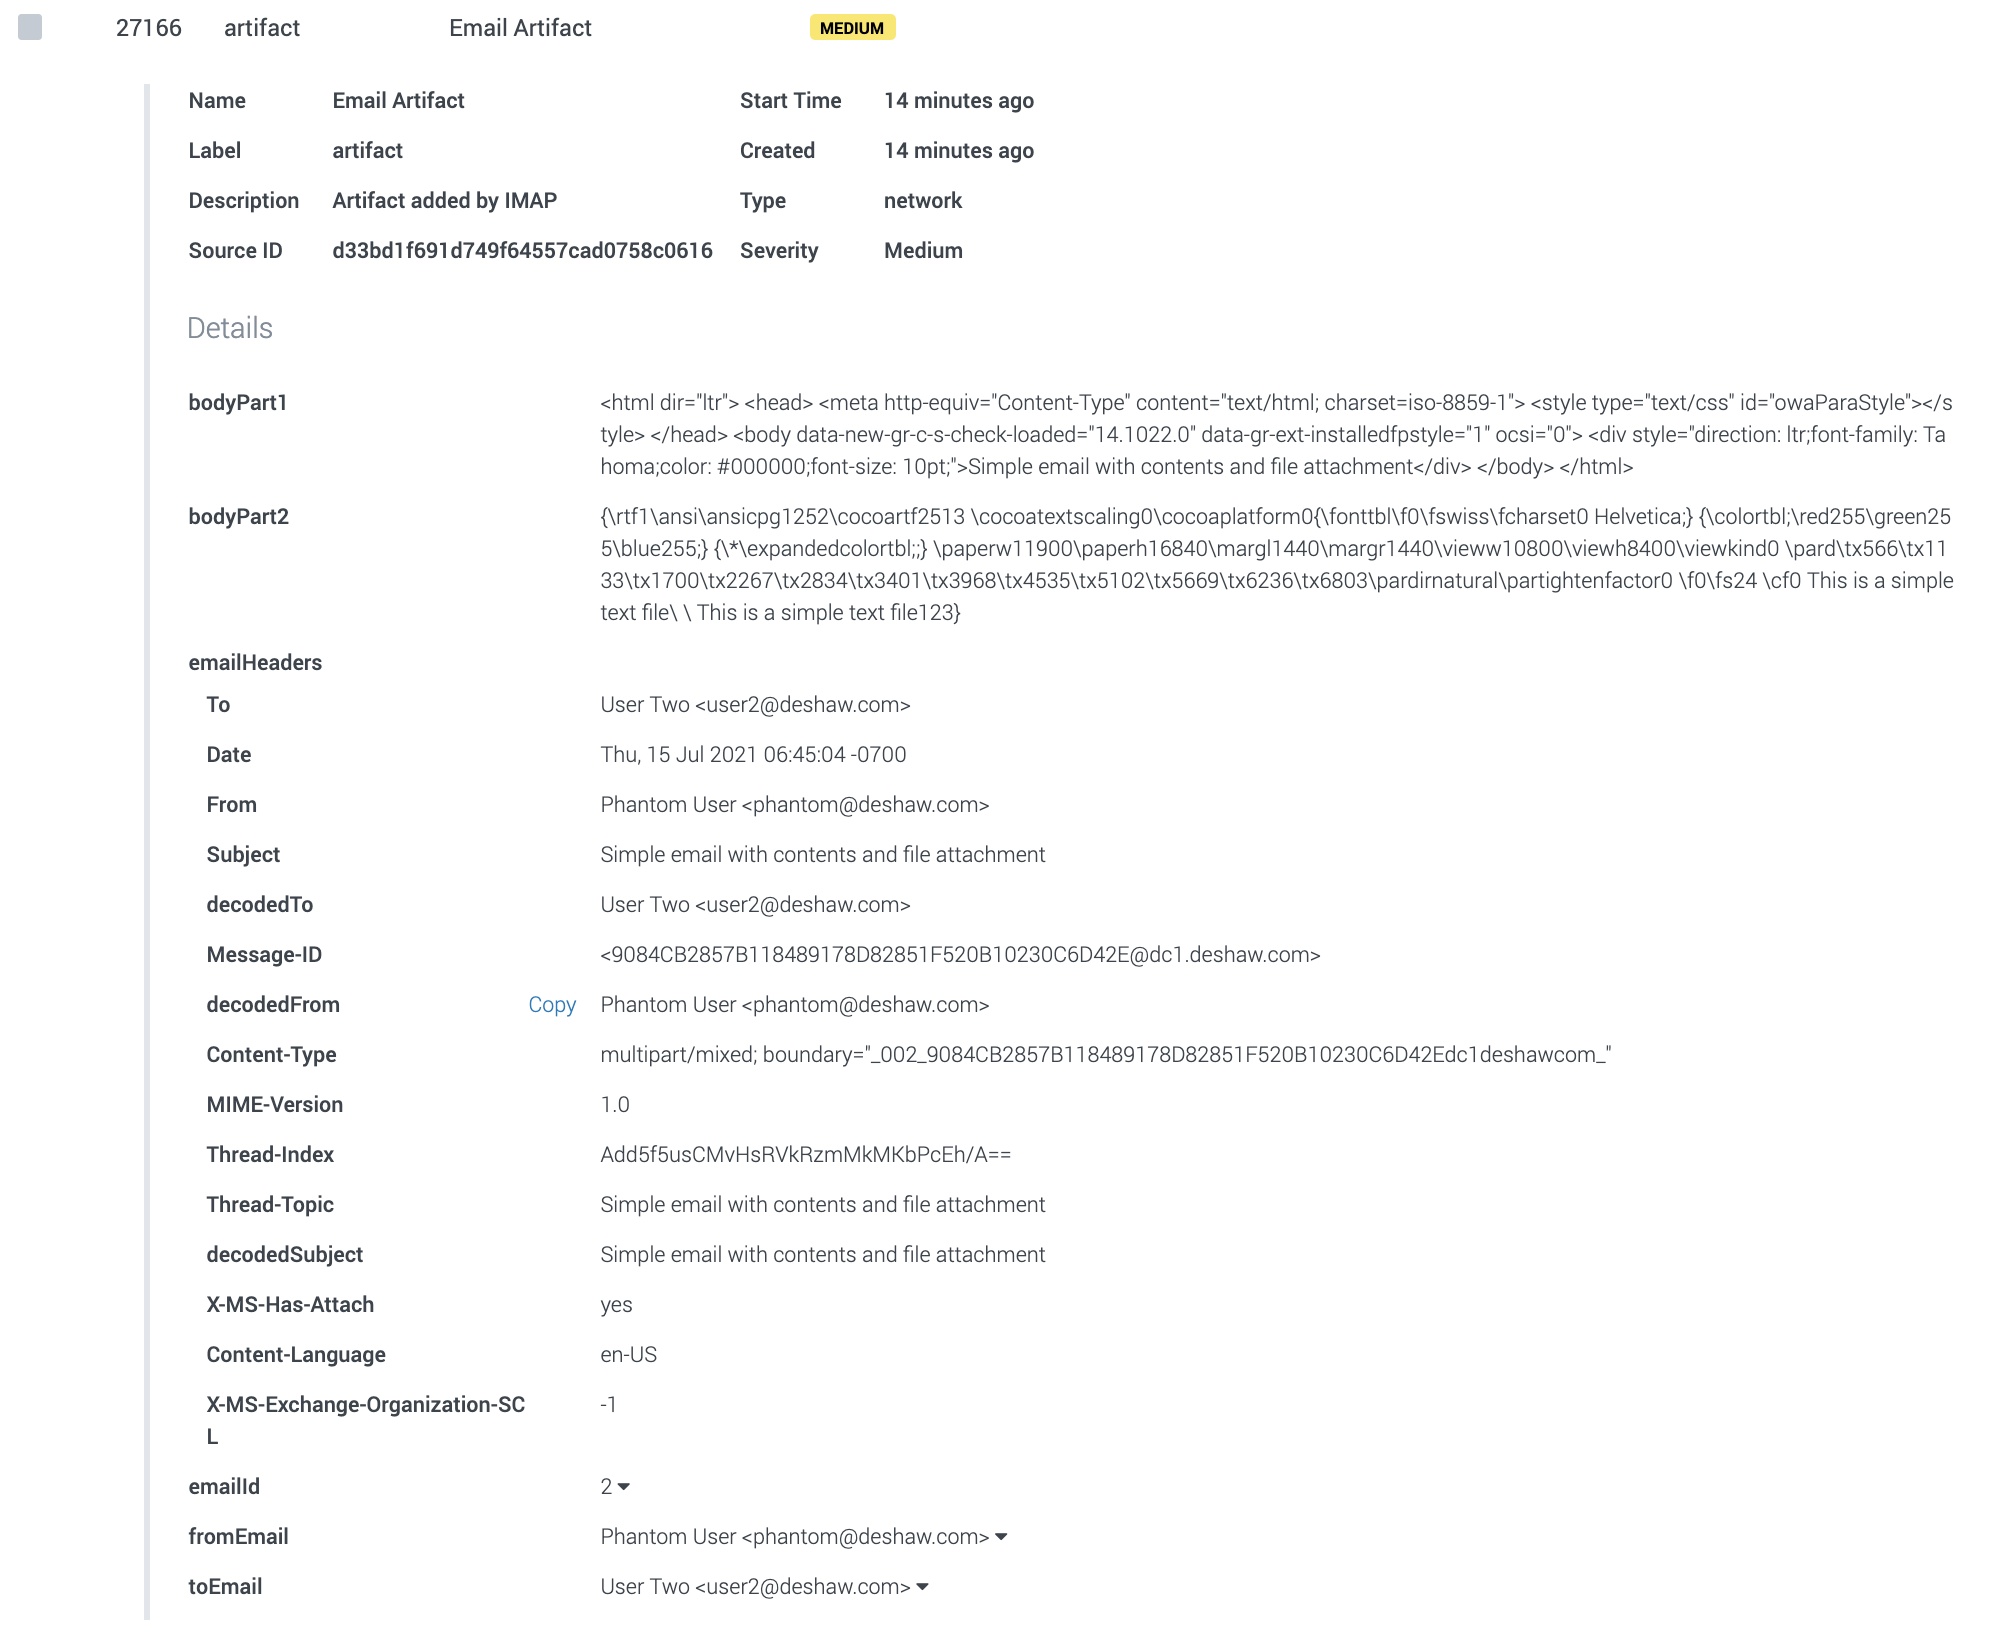 27166 artifact Email Artifact MEDIUM
Name Email Artifact Start Time 14 minutes ago
Label artifact Created 14 minutes ago
Description Artifact added by IMAP Type network
Source ID d33bd1f691d749f64557cad0758c0616 Severity Medium
Details
bodyPart1 <html dir="ltr"> <head> <meta http-equiv="Content-Type" content="text/html; charset=iso-8859-1"> <style type="text/css" id="owaParaStyle"></s
tyle> </head> <body data-new-gr-c-s-check-loaded="14.1022.0" data-gr-ext-installedfpstyle="1" ocsi="0"> <div style="direction: ltr;font-family: Ta
homa;color: #000000;font-size: 10pt;">Simple email with contents and file attachment</div> </body> </html>
bodyPart2 {\rtf1\ansi\ansicpg1252\cocoartf2513 \cocoatextscaling0\cocoaplatform0{\fonttbl\f0\fswiss\fcharset0 Helvetica;} {\colortbl;\red255\green25
5\blue255;} {\*\expandedcolortbl;;} \paperw11900\paperh16840\margl1440\margr1440\vieww10800\viewh8400\viewkind0 \pard\tx566\tx11
33\tx1700\tx2267\tx2834\tx3401\tx3968\tx4535\tx5102\tx5669\tx6236\tx6803\pardirnatural\partightenfactor0 \f0\fs24 \cf0 This is a simple
text file\ \ This is a simple text file123}
emailHeaders
To User Two <user2@deshaw.com>
Date Thu, 15 Jul 2021 06:45:04 -0700
From Phantom User <phantom@deshaw.com>
Subject Simple email with contents and file attachment
decodedTo User Two <user2@deshaw.com>
Message-ID <9084CB2857B118489178D82851F520B10230C6D42E@dc1.deshaw.com>
decodedFrom Copy Phantom User <phantom@deshaw.com>
Content-Type multipart/mixed; boundary="_002_9084CB2857B118489178D82851F520B10230C6D42Edc1deshawcom_"
MIME-Version 1.0
Thread-Index Add5f5usCMvHsRVkRzmMkMKbPcEh/A==
Thread-Topic Simple email with contents and file attachment
decodedSubject Simple email with contents and file attachment
X-MS-Has-Attach yes
Content-Language en-US
X-MS-Exchange-Organization-SC -1
L
emailId 2
fromEmail Phantom User <phantom@deshaw.com>
toEmail User Two <user2@deshaw.com>